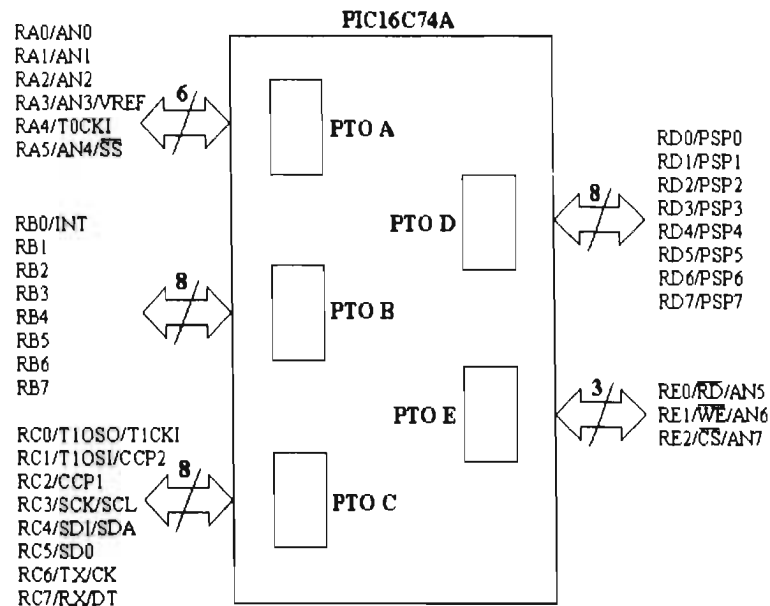 PIC16C74A
RA0/AN0
RA1/AN1
RA2/AN2
RA3/AN3/VREF
RA4/T0CKI
RA5/AN4/S̅S̅
6
PTO A
RB0/INT
RB1
RB2
RB3
RB4
RB5
RB6
RB7
8
PTO B
RC0/T1OSO/T1CKI
RC1/T1OSI/CCP2
RC2/CCP1
RC3/SCK/SCL
RC4/SDI/SDA
RC5/SD0
RC6/TX/CK
RC7/RX/DT
8
PTO C
PTO D
8
RD0/PSP0
RD1/PSP1
RD2/PSP2
RD3/PSP3
RD4/PSP4
RD5/PSP5
RD6/PSP6
RD7/PSP7
PTO E
3
RE0/R̅D̅/AN5
RE1/W̅E̅/AN6
RE2/C̅S̅/AN7